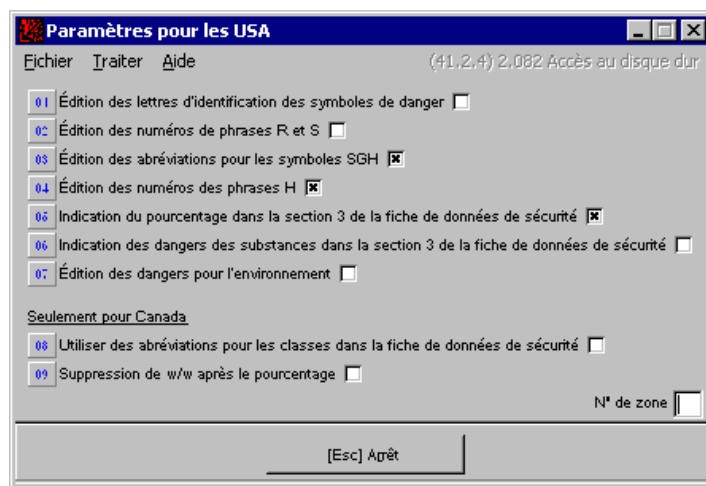 Paramètres pour les USA
Fichier Traiter Aide (41.2.4) 2.082 Accès au disque dur
01 Édition des lettres d'identification des symboles de danger
02 Édition des numéros de phrases R et S
03 Édition des abréviations pour les symboles SGH
04 Édition des numéros des phrases H
05 Indication du pourcentage dans la section 3 de la fiche de données de sécurité
06 Indication des dangers des substances dans la section 3 de la fiche de données de sécurité
07 Édition des dangers pour l'environnement
Seulement pour Canada
08 Utiliser des abréviations pour les classes dans la fiche de données de sécurité
09 Suppression de w/w après le pourcentage
N° de zone
[Esc] Arrêt